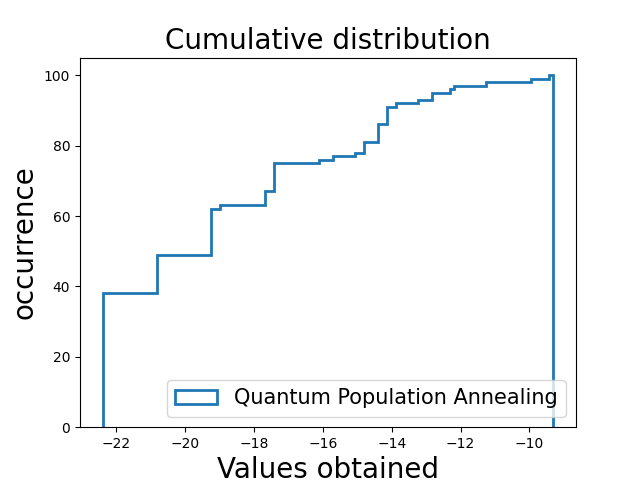 Cumulative distribution
100
80
60
40
20
0
occurrence
Quantum Population Annealing
−22 −20 −18 −16 −14 −12 −10
Values obtained